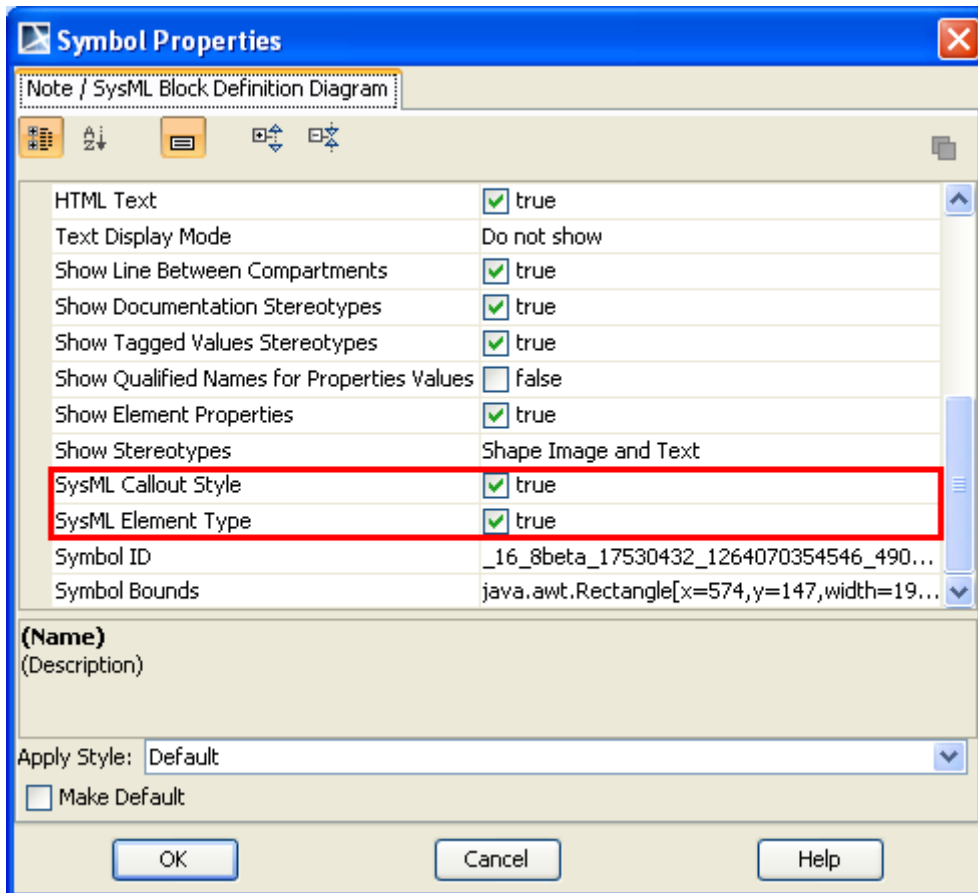 Symbol Properties
Note / SysML Block Definition Diagram
HTML Text true
Text Display Mode Do not show
Show Line Between Compartments true
Show Documentation Stereotypes true
Show Tagged Values Stereotypes true
Show Qualified Names for Properties Values false
Show Element Properties true
Show Stereotypes Shape Image and Text
SysML Callout Style true
SysML Element Type true
Symbol ID _16_8beta_17530432_1264070354546_490...
Symbol Bounds java.awt.Rectangle[x=574,y=147,width=19...
(Name)
(Description)
Apply Style: Default
Make Default
OK Cancel Help